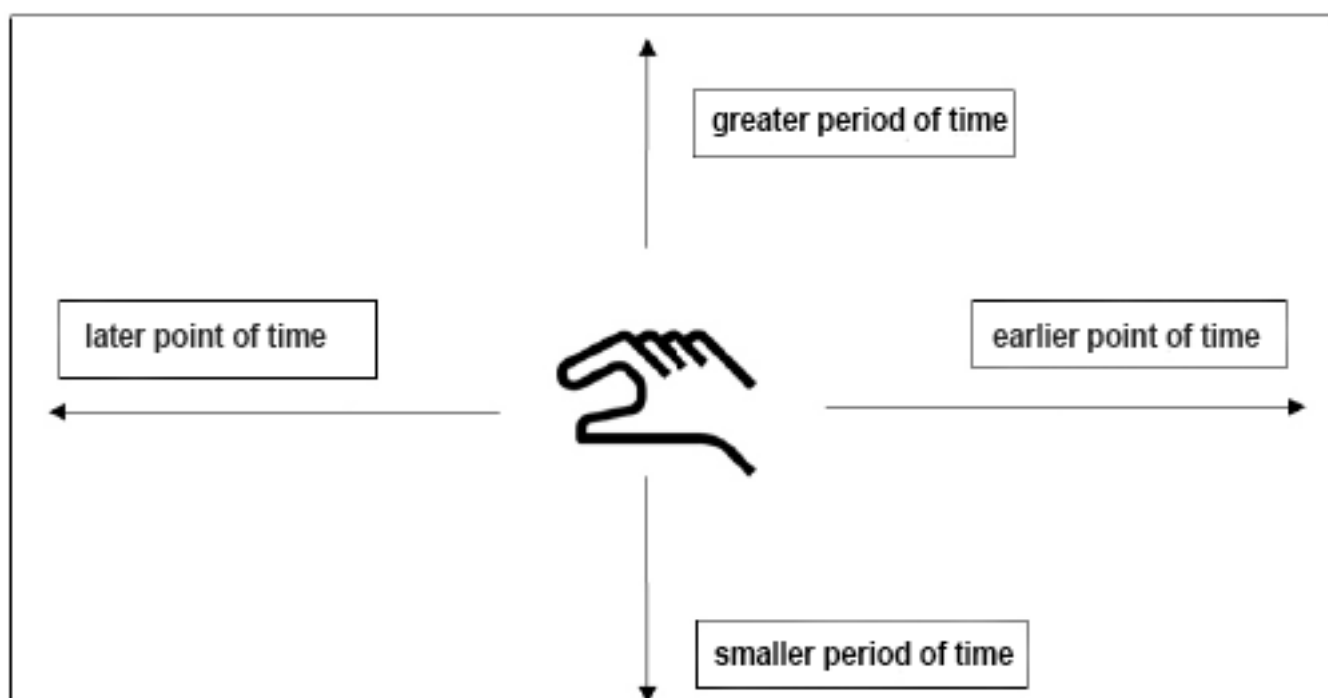 greater period of time
later point of time
earlier point of time
smaller period of time